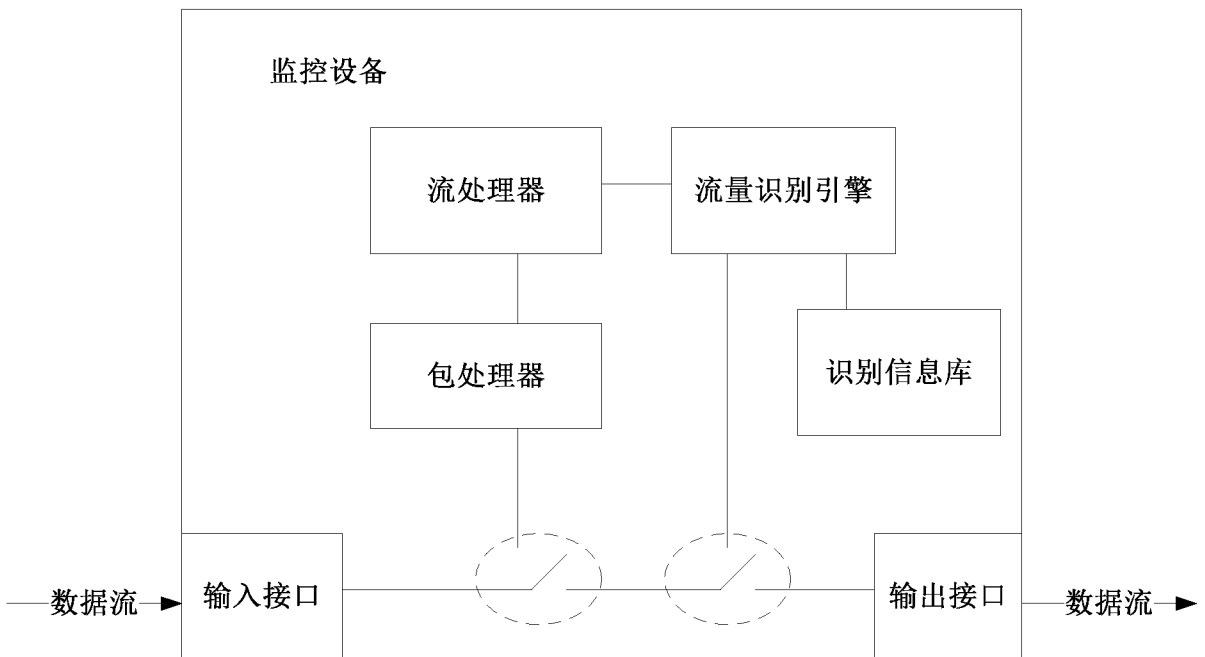 监控设备
流处理器
流量识别引擎
包处理器
识别信息库
数据流
输入接口
输出接口
数据流